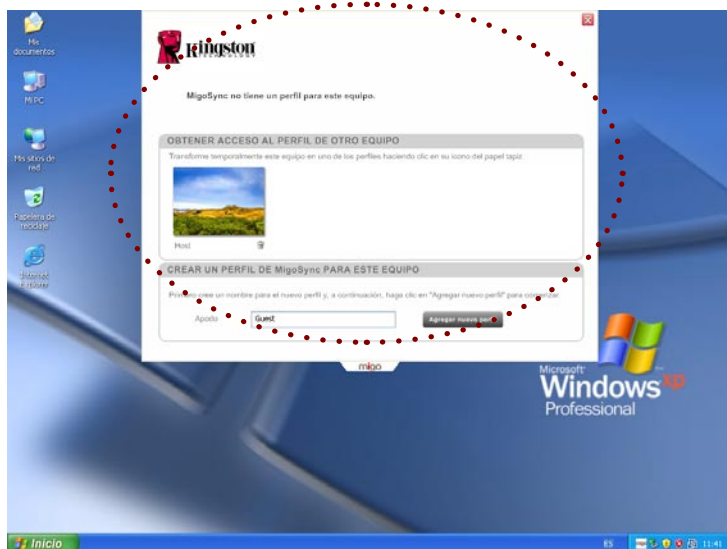 Mis
documentos
Mi PC
Mis sitios de
red
Papelera de
reciclaje
Internet
Explorer
Kingston
TECHNOLOGY
MigoSync no tiene un perfil para este equipo.
OBTENER ACCESO AL PERFIL DE OTRO EQUIPO
Transforme temporalmente este equipo en uno de los perfiles haciendo clic en su icono del papel tapiz.
Host
CREAR UN PERFIL DE MigoSync PARA ESTE EQUIPO
Primero cree un nombre para el nuevo perfil y, a continuación, haga clic en "Agregar nuevo perfil" para comenzar.
Apodo
Guest
Agregar nuevo perfil
migo
Microsoft
Windows xp
Professional
Inicio
ES
migo
11:41